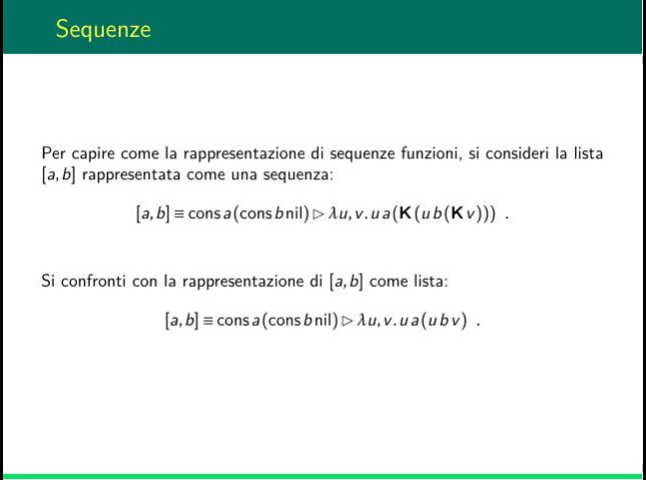 Sequenze
Per capire come la rappresentazione di sequenze funzioni, si consideri la lista
[a, b] rappresentata come una sequenza:
[a, b] ≡ cons a (cons b nil) ▷ λu, v. u a (K (u b (K v))) .
Si confronti con la rappresentazione di [a, b] come lista:
[a, b] ≡ cons a (cons b nil) ▷ λu, v. u a (u b v) .